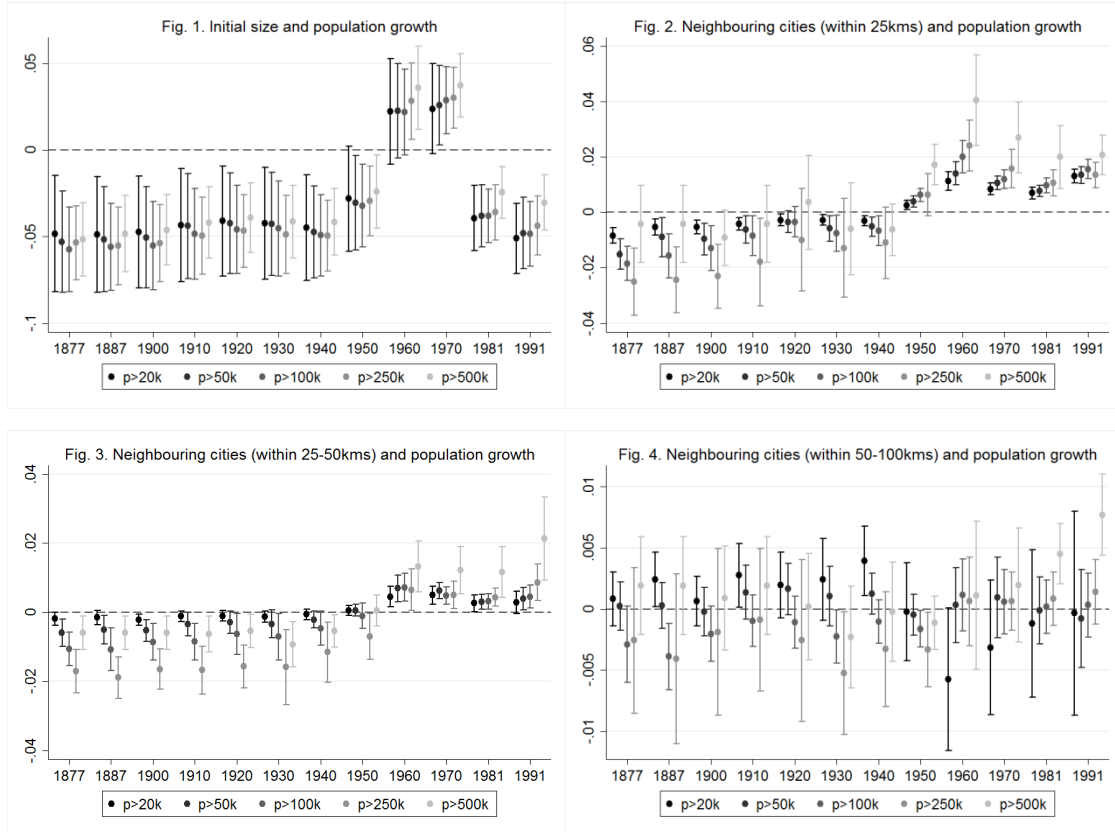 Fig. 1. Initial size and population growth
.05
0
-.05
-.1
1877 1887 1900 1910 1920 1930 1940 1950 1960 1970 1981 1991
p>20k p>50k p>100k p>250k p>500k
Fig. 2. Neighbouring cities (within 25kms) and population growth
.06
.04
.02
0
-.02
-.04
1877 1887 1900 1910 1920 1930 1940 1950 1960 1970 1981 1991
p>20k p>50k p>100k p>250k p>500k
Fig. 3. Neighbouring cities (within 25-50kms) and population growth
.04
.02
0
-.02
-.04
1877 1887 1900 1910 1920 1930 1940 1950 1960 1970 1981 1991
p>20k p>50k p>100k p>250k p>500k
Fig. 4. Neighbouring cities (within 50-100kms) and population growth
.01
.005
0
-.005
-.01
1877 1887 1900 1910 1920 1930 1940 1950 1960 1970 1981 1991
p>20k p>50k p>100k p>250k p>500k